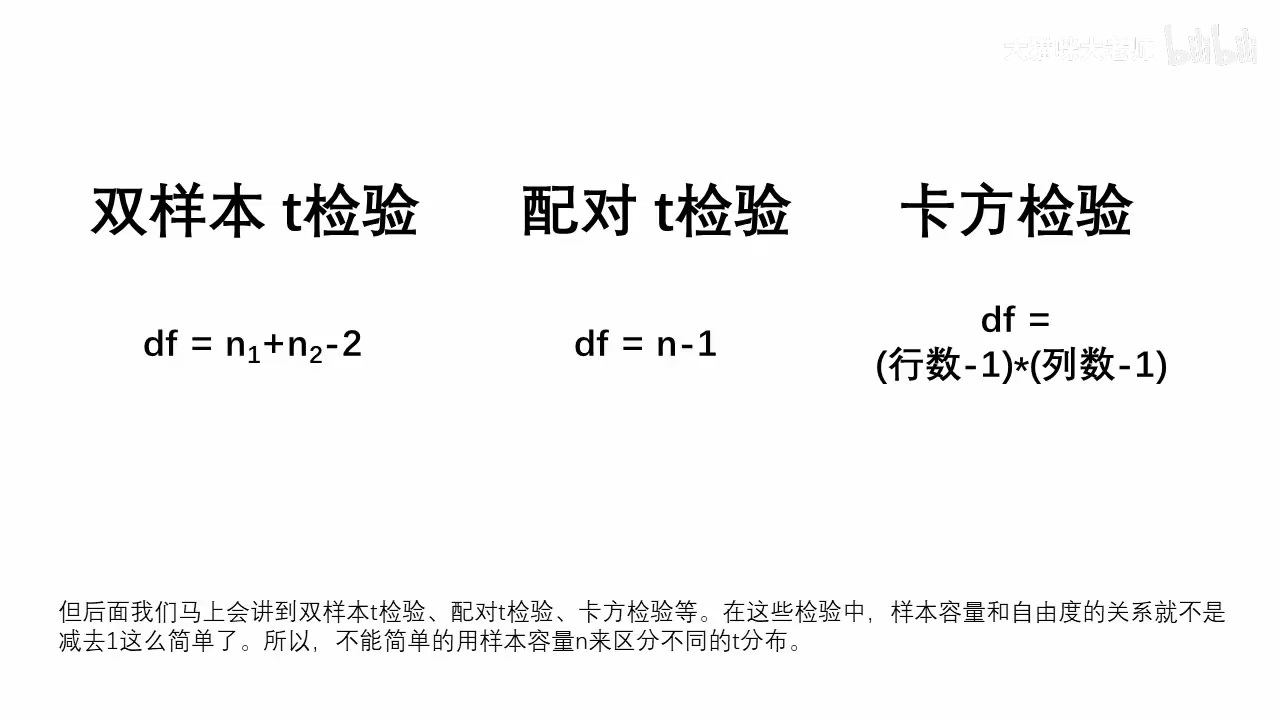 大猫咪大老师 bilibili
双样本 t检验
配对 t检验
卡方检验
df = n₁+n₂-2
df = n-1
df =
(行数-1)*(列数-1)
但后面我们马上会讲到双样本t检验、配对t检验、卡方检验等。在这些检验中，样本容量和自由度的关系就不是
减去1这么简单了。所以，不能简单的用样本容量n来区分不同的t分布。